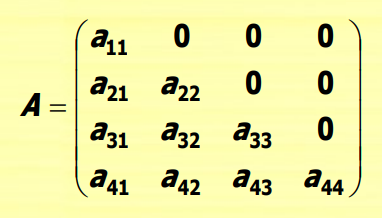 a11 0 0 0
a21 a22 0 0
A = a31 a32 a33 0
a41 a42 a43 a44